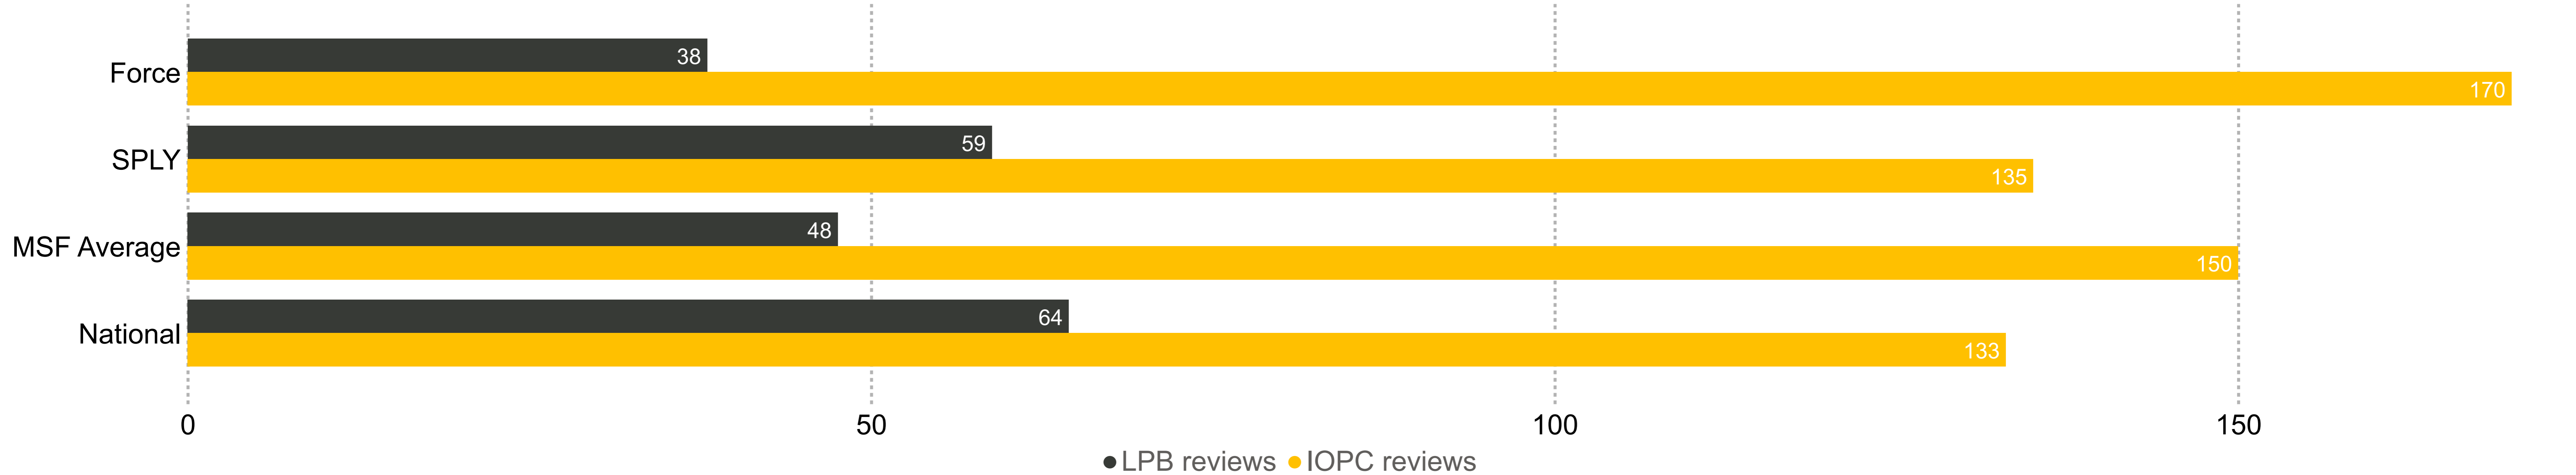 Force 38
170
SPLY 59
135
MSF Average 48
150
National 64
133
0 50 100 150
LPB reviews IOPC reviews